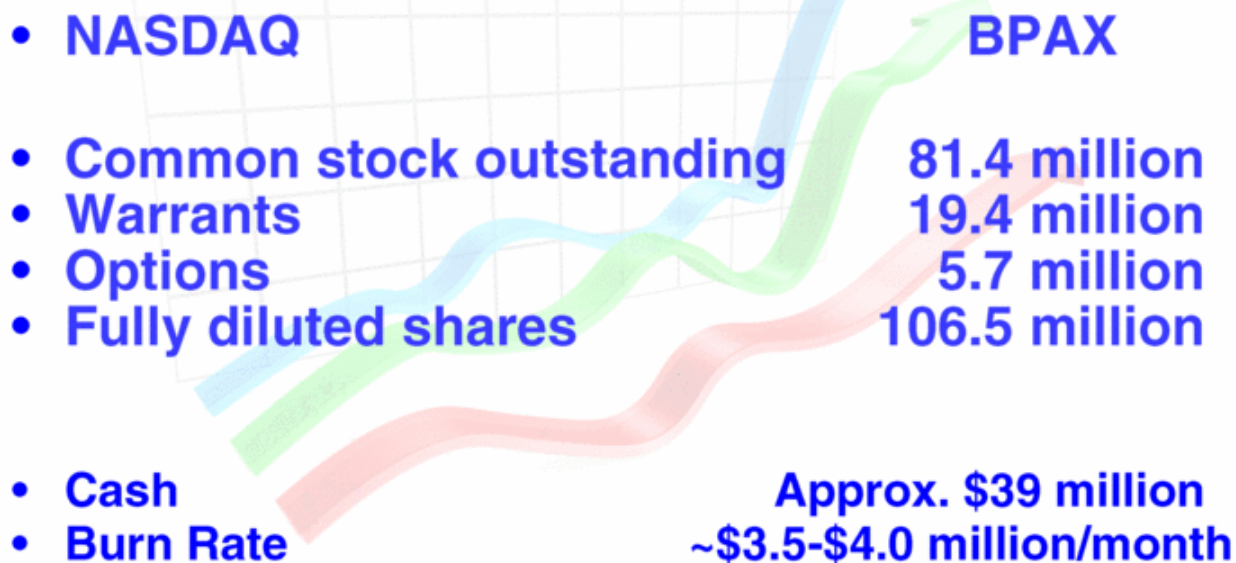 • NASDAQ BPAX
• Common stock outstanding 81.4 million
• Warrants 19.4 million
• Options 5.7 million
• Fully diluted shares 106.5 million
• Cash Approx. $39 million
• Burn Rate ~$3.5-$4.0 million/month